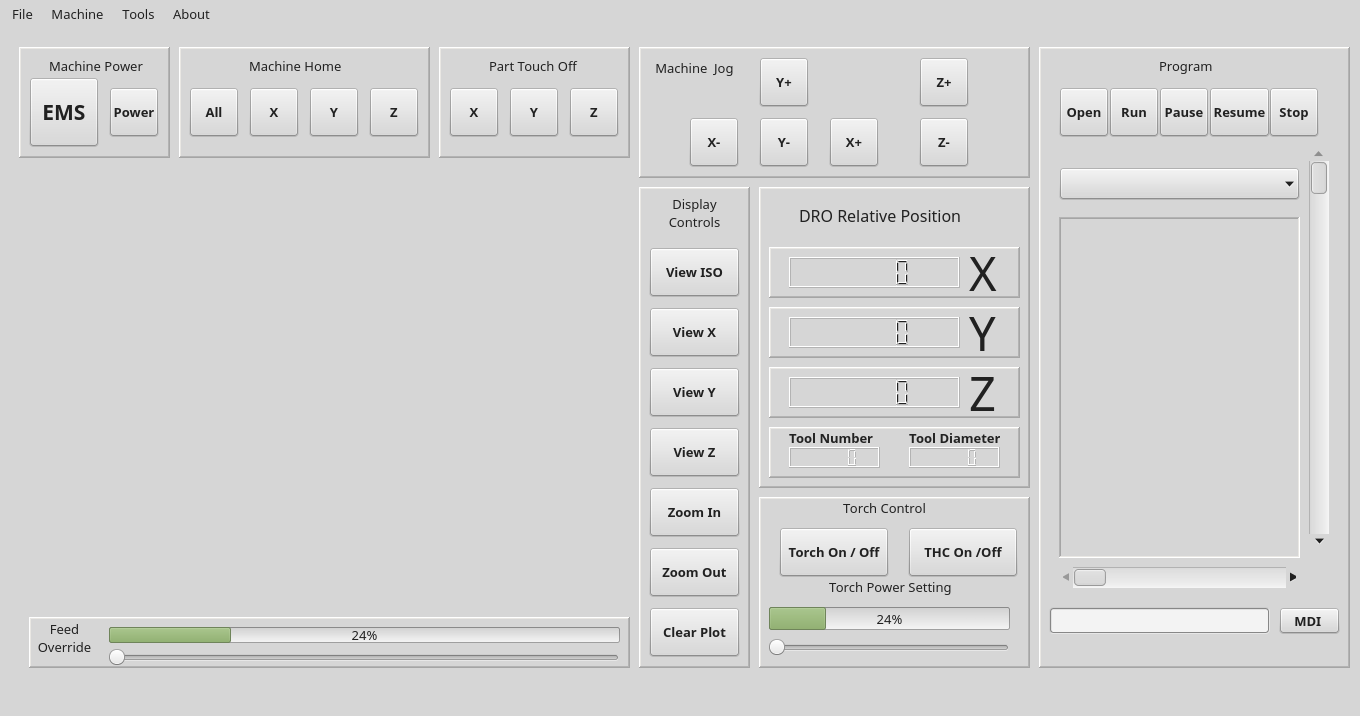 File Machine Tools About
Machine Power
EMS Power
Machine Home
All X Y Z
Part Touch Off
X Y Z
Machine Jog
Y+ Z+
X- Y- X+ Z-
Program
Open Run Pause Resume Stop
Display
Controls
View ISO
View X
View Y
View Z
Zoom In
Zoom Out
Clear Plot
DRO Relative Position
0 X
0 Y
0 Z
Tool Number Tool Diameter
0 0
Torch Control
Torch On / Off THC On /Off
Torch Power Setting
24%
Feed
Override
24%
MDI